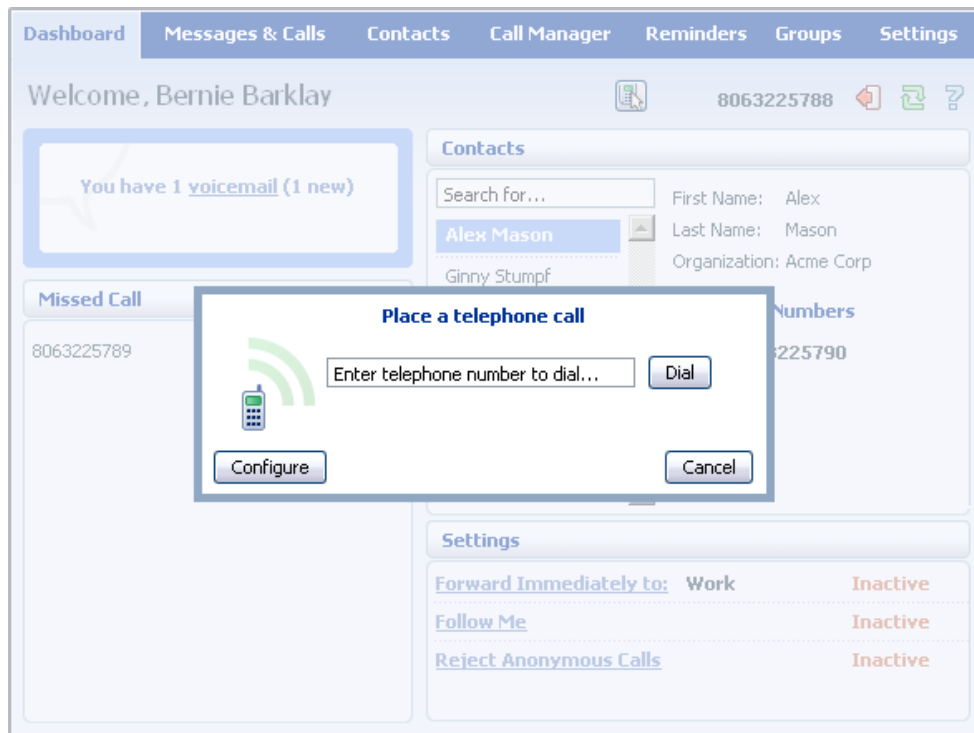 Dashboard Messages & Calls Contacts Call Manager Reminders Groups Settings
Welcome, Bernie Barklay 8063225788
You have 1 voicemail (1 new)
Missed Call
8063225789
Contacts
Search for...
Alex Mason
Ginny Stumpf
First Name: Alex
Last Name: Mason
Organization: Acme Corp
Numbers
3225790
Place a telephone call
Enter telephone number to dial... Dial
Configure Cancel
Settings
Forward Immediately to: Work Inactive
Follow Me Inactive
Reject Anonymous Calls Inactive